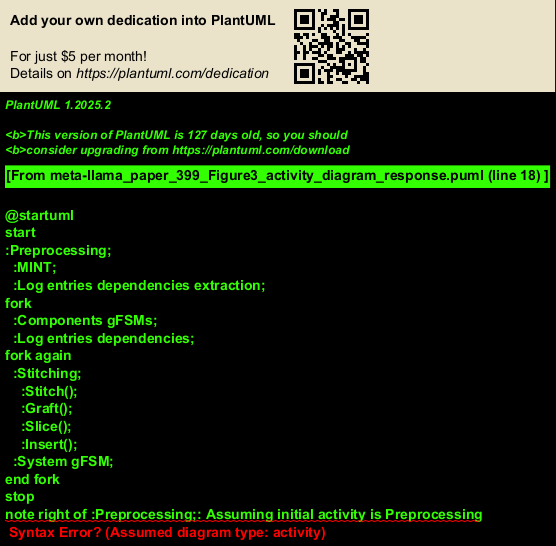 Add your own dedication into PlantUML
For just $5 per month!
Details on https://plantuml.com/dedication
PlantUML 1.2025.2
<b>This version of PlantUML is 127 days old, so you should
<b>consider upgrading from https://plantuml.com/download
[From meta-llama_paper_399_Figure3_activity_diagram_response.puml (line 18) ]
@startuml
start
:Preprocessing;
:MINT;
:Log entries dependencies extraction;
fork
:Components gFSMs;
:Log entries dependencies;
fork again
:Stitching;
:Stitch();
:Graft();
:Slice();
:Insert();
:System gFSM;
end fork
stop
note right of :Preprocessing;: Assuming initial activity is Preprocessing
Syntax Error? (Assumed diagram type: activity)